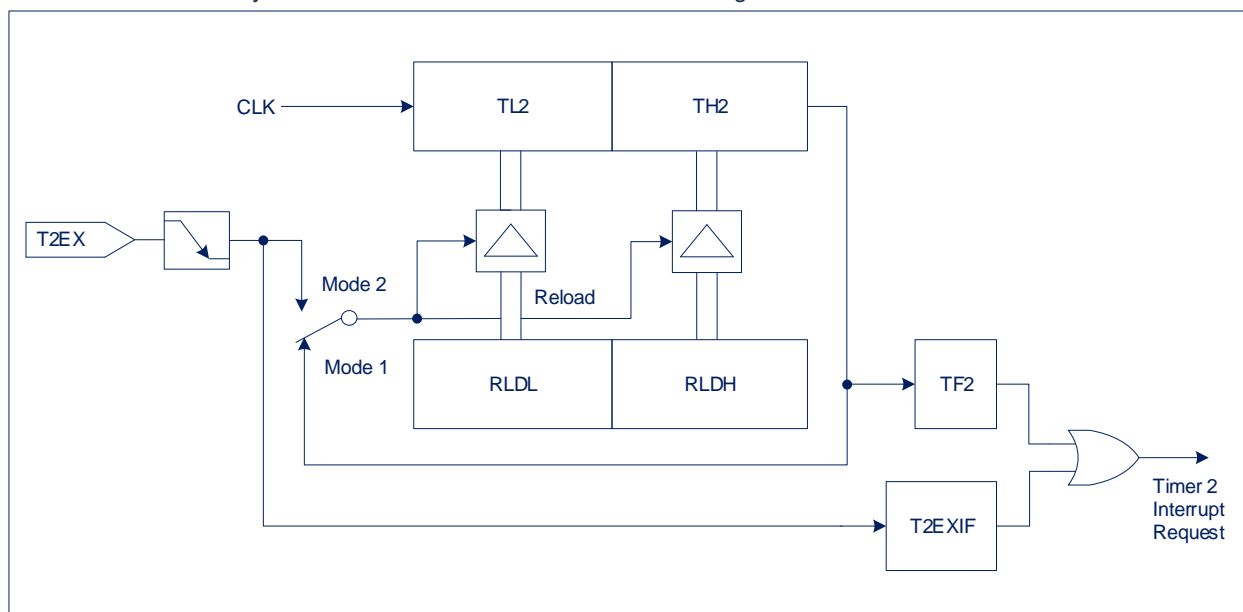 CLK
TL2
TH2
T2EX
Mode 2
Reload
Mode 1
RLDL
RLDH
TF2
T2EXIF
Timer 2
Interrupt
Request